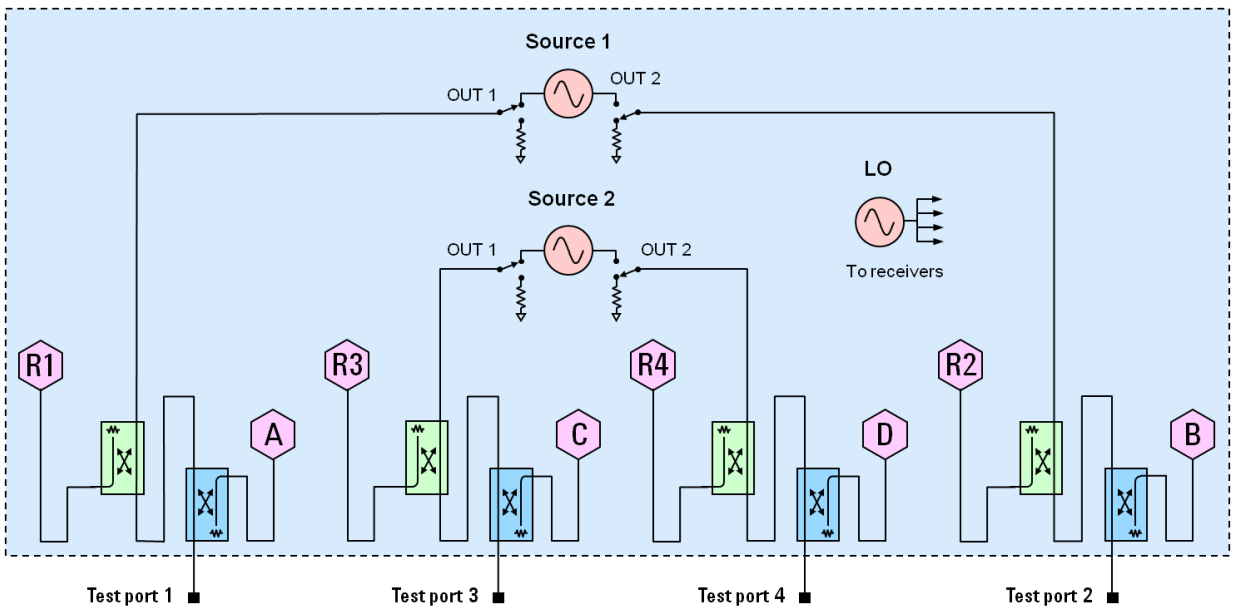 Source 1
OUT 1
OUT 2
LO
Source 2
OUT 1
OUT 2
To receivers
R1
R3
R4
R2
A
C
D
B
Test port 1
Test port 3
Test port 4
Test port 2